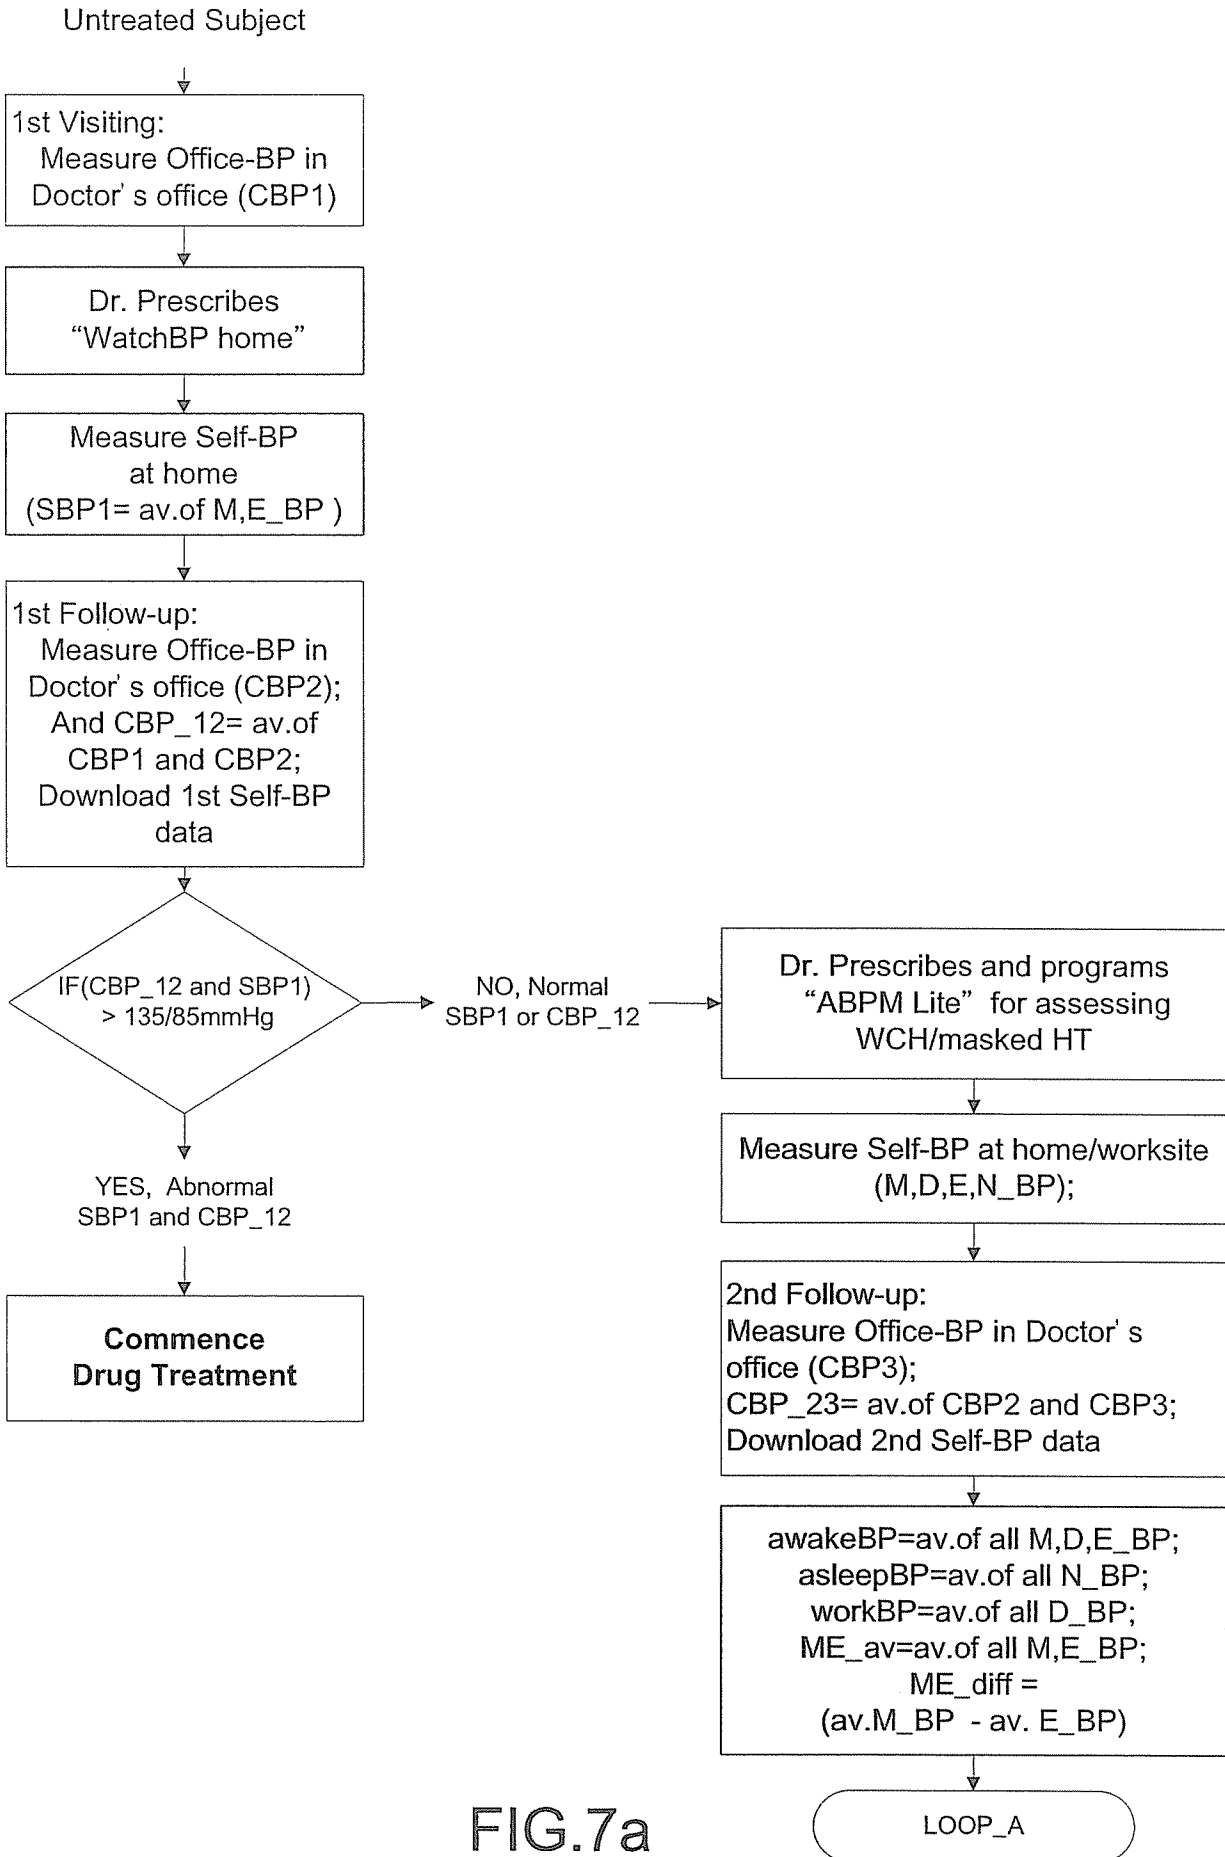 Untreated Subject
1st Visiting:
Measure Office-BP in
Doctor's office (CBP1)
Dr. Prescribes
“WatchBP home”
Measure Self-BP
at home
(SBP1= av.of M,E_BP )
1st Follow-up:
Measure Office-BP in
Doctor's office (CBP2);
And CBP_12= av.of
CBP1 and CBP2;
Download 1st Self-BP
data
IF(CBP_12 and SBP1)
> 135/85mmHg
NO, Normal
SBP1 or CBP_12
YES, Abnormal
SBP1 and CBP_12
Commence
Drug Treatment
Dr. Prescribes and programs
“ABPM Lite” for assessing
WCH/masked HT
Measure Self-BP at home/worksite
(M,D,E,N_BP);
2nd Follow-up:
Measure Office-BP in Doctor's
office (CBP3);
CBP_23= av.of CBP2 and CBP3;
Download 2nd Self-BP data
awakeBP=av.of all M,D,E_BP;
asleepBP=av.of all N_BP;
workBP=av.of all D_BP;
ME_av=av.of all M,E_BP;
ME_diff =
(av.M_BP - av. E_BP)
LOOP_A
FIG.7a